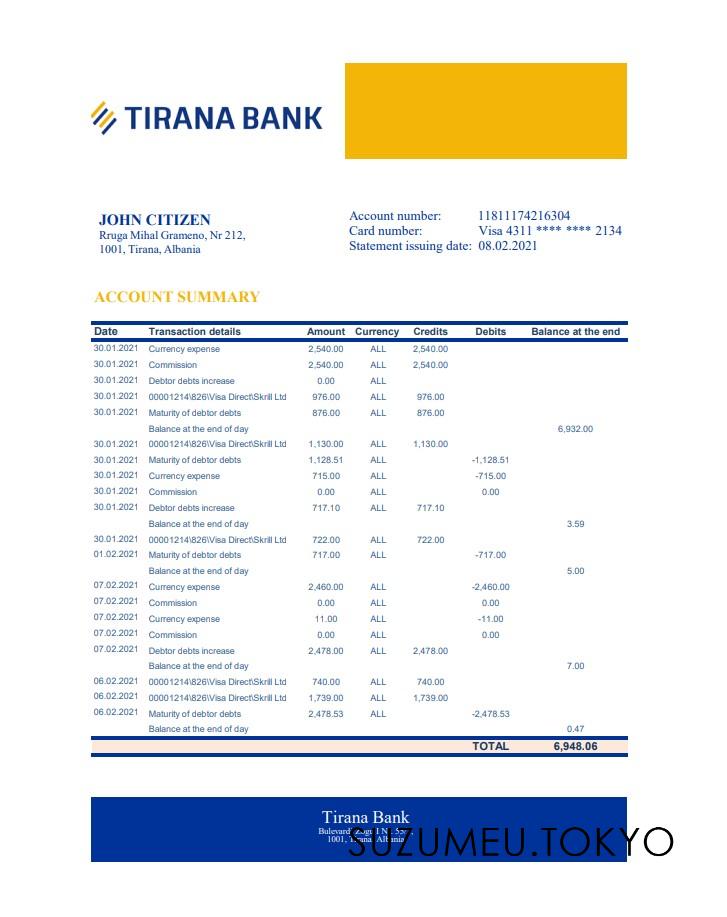 TIRANA BANK
JOHN CITIZEN
Rruga Mihal Grameno, Nr 212,
1001, Tirana, Albania
Account number: 11811174216304
Card number: Visa 4311 **** **** 2134
Statement issuing date: 08.02.2021
ACCOUNT SUMMARY
Date Transaction details Amount Currency Credits Debits Balance at the end
30.01.2021 Currency expense 2,540.00 ALL 2,540.00
30.01.2021 Commission 2,540.00 ALL 2,540.00
30.01.2021 Debtor debts increase 0.00 ALL
30.01.2021 00001214\826\Visa Direct\Skrill Ltd 976.00 ALL 976.00
30.01.2021 Maturity of debtor debts 876.00 ALL 876.00
Balance at the end of day 6,932.00
30.01.2021 00001214\826\Visa Direct\Skrill Ltd 1,130.00 ALL 1,130.00
30.01.2021 Maturity of debtor debts 1,128.51 ALL -1,128.51
30.01.2021 Currency expense 715.00 ALL -715.00
30.01.2021 Commission 0.00 ALL 0.00
30.01.2021 Debtor debts increase 717.10 ALL 717.10
Balance at the end of day 3.59
30.01.2021 00001214\826\Visa Direct\Skrill Ltd 722.00 ALL 722.00
01.02.2021 Maturity of debtor debts 717.00 ALL -717.00
Balance at the end of day 5.00
07.02.2021 Currency expense 2,460.00 ALL -2,460.00
07.02.2021 Commission 0.00 ALL 0.00
07.02.2021 Currency expense 11.00 ALL -11.00
07.02.2021 Commission 0.00 ALL 0.00
07.02.2021 Debtor debts increase 2,478.00 ALL 2,478.00
Balance at the end of day 7.00
06.02.2021 00001214\826\Visa Direct\Skrill Ltd 740.00 ALL 740.00
06.02.2021 00001214\826\Visa Direct\Skrill Ltd 1,739.00 ALL 1,739.00
06.02.2021 Maturity of debtor debts 2,478.53 ALL -2,478.53
Balance at the end of day 0.47
TOTAL 6,948.06
Tirana Bank
1001, Tirana, Albania
SUZUMEU.TOKYO